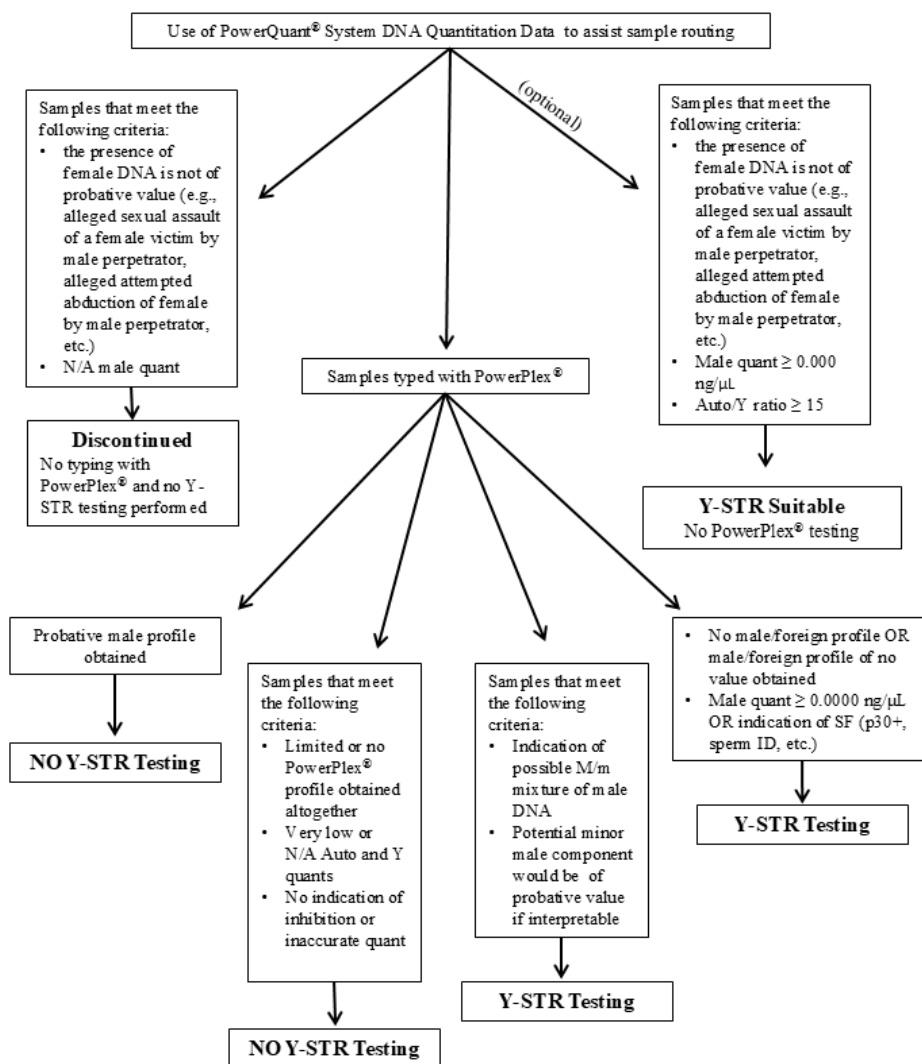 Use of PowerQuant® System DNA Quantitation Data to assist sample routing
(optional)
Samples that meet the
following criteria:
• the presence of
female DNA is not of
probative value (e.g.,
alleged sexual assault
of a female victim by
male perpetrator,
alleged attempted
abduction of female
by male perpetrator,
etc.)
• N/A male quant
Discontinued
No typing with
PowerPlex® and no Y-
STR testing performed
Samples typed with PowerPlex®
Samples that meet the
following criteria:
• the presence of
female DNA is not of
probative value (e.g.,
alleged sexual assault
of a female victim by
male perpetrator,
alleged attempted
abduction of female
by male perpetrator,
etc.)
• Male quant ≥ 0.000
ng/µL
• Auto/Y ratio ≥ 15
Y-STR Suitable
No PowerPlex® testing
Probative male profile
obtained
NO Y-STR Testing
Samples that meet
the following
criteria:
• Limited or no
PowerPlex®
profile obtained
altogether
• Very low or
N/A Auto and Y
quants
• No indication of
inhibition or
inaccurate quant
NO Y-STR Testing
Samples that meet
the following
criteria:
• Indication of
possible M/m
mixture of male
DNA
• Potential minor
male component
would be of
probative value
if interpretable
Y-STR Testing
• No male/foreign profile OR
male/foreign profile of no
value obtained
• Male quant ≥ 0.0000 ng/µL
OR indication of SF (p30+,
sperm ID, etc.)
Y-STR Testing